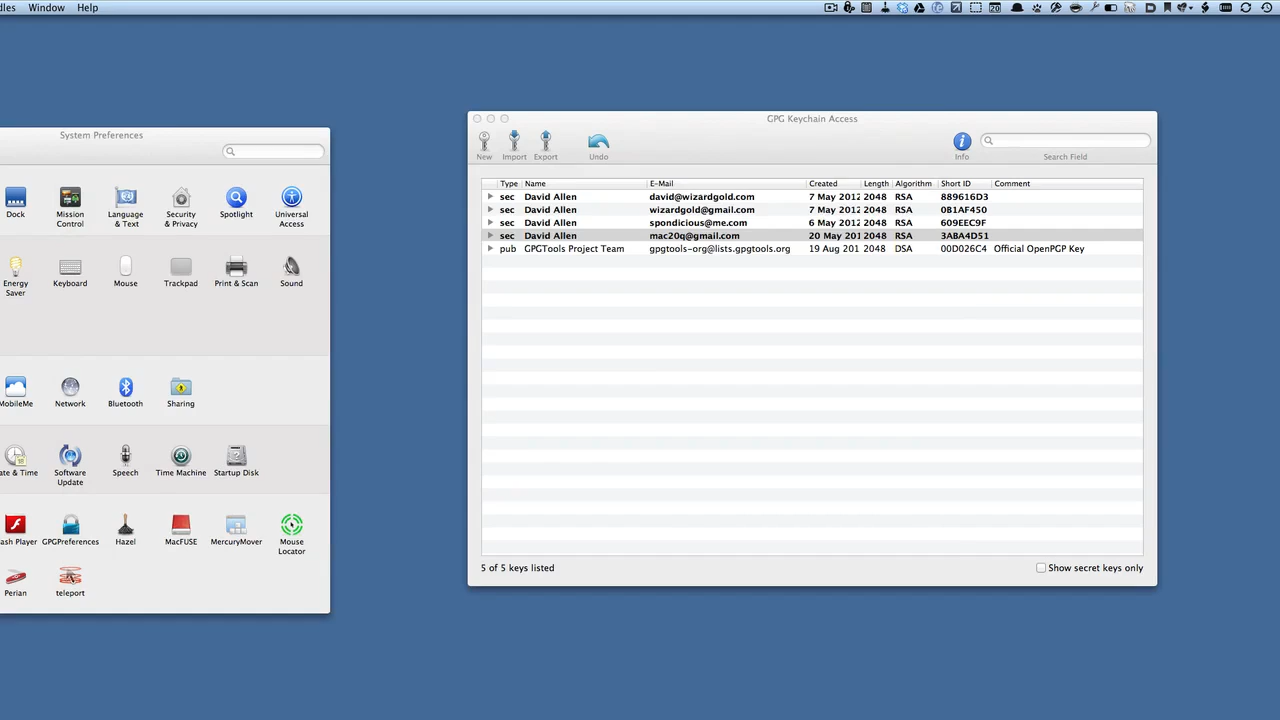 dles Window Help
20
System Preferences
Dock
Mission Control
Language & Text
Security & Privacy
Spotlight
Universal Access
Energy Saver
Keyboard
Mouse
Trackpad
Print & Scan
Sound
MobileMe
Network
Bluetooth
Sharing
ate & Time
Software Update
Speech
Time Machine
Startup Disk
ash Player
GPGPreferences
Hazel
MacFUSE
MercuryMover
Mouse Locator
Perian
teleport
GPG Keychain Access
New Import Export Undo Info Search Field
Type Name E-Mail Created Length Algorithm Short ID Comment
sec David Allen david@wizardgold.com 7 May 2012 2048 RSA 889616D3
sec David Allen wizardgold@gmail.com 7 May 2012 2048 RSA 0B1AF450
sec David Allen spondicious@me.com 6 May 2012 2048 RSA 609EEC9F
sec David Allen mac20q@gmail.com 20 May 201 2048 RSA 3ABA4D51
pub GPGTools Project Team gpgtools-org@lists.gpgtools.org 19 Aug 201 2048 DSA 00D026C4 Official OpenPGP Key
5 of 5 keys listed
Show secret keys only